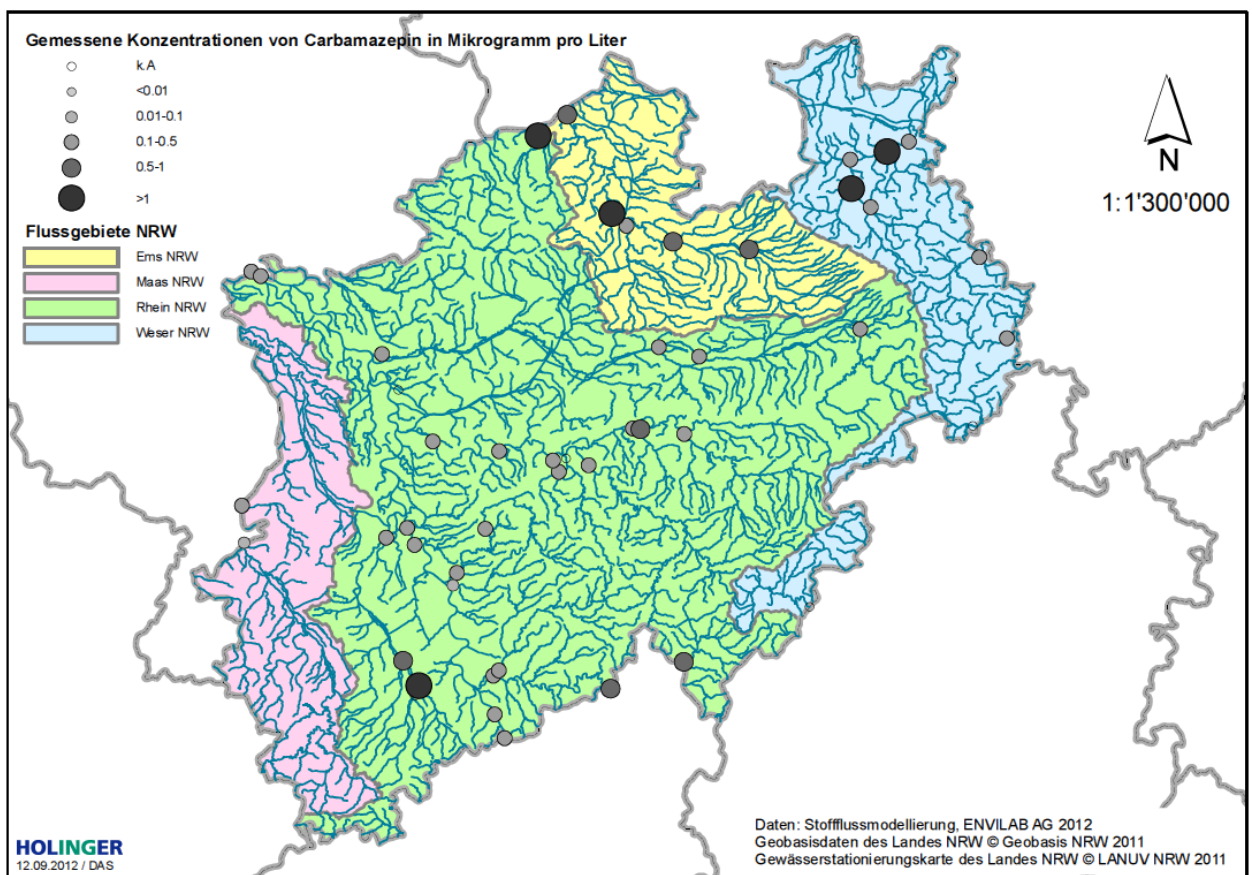 Gemessene Konzentrationen von Carbamazepin in Mikrogramm pro Liter
k.A
<0.01
0.01-0.1
0.1-0.5
0.5-1
>1
Flussgebiete NRW
Ems NRW
Maas NRW
Rhein NRW
Weser NRW
N
1:1'300'000
HOLINGER
12.09.2012 / DAS
Daten: Stoffflussmodellierung, ENVILAB AG 2012
Geobasisdaten des Landes NRW © Geobasis NRW 2011
Gewässerstationierungskarte des Landes NRW © LANUV NRW 2011